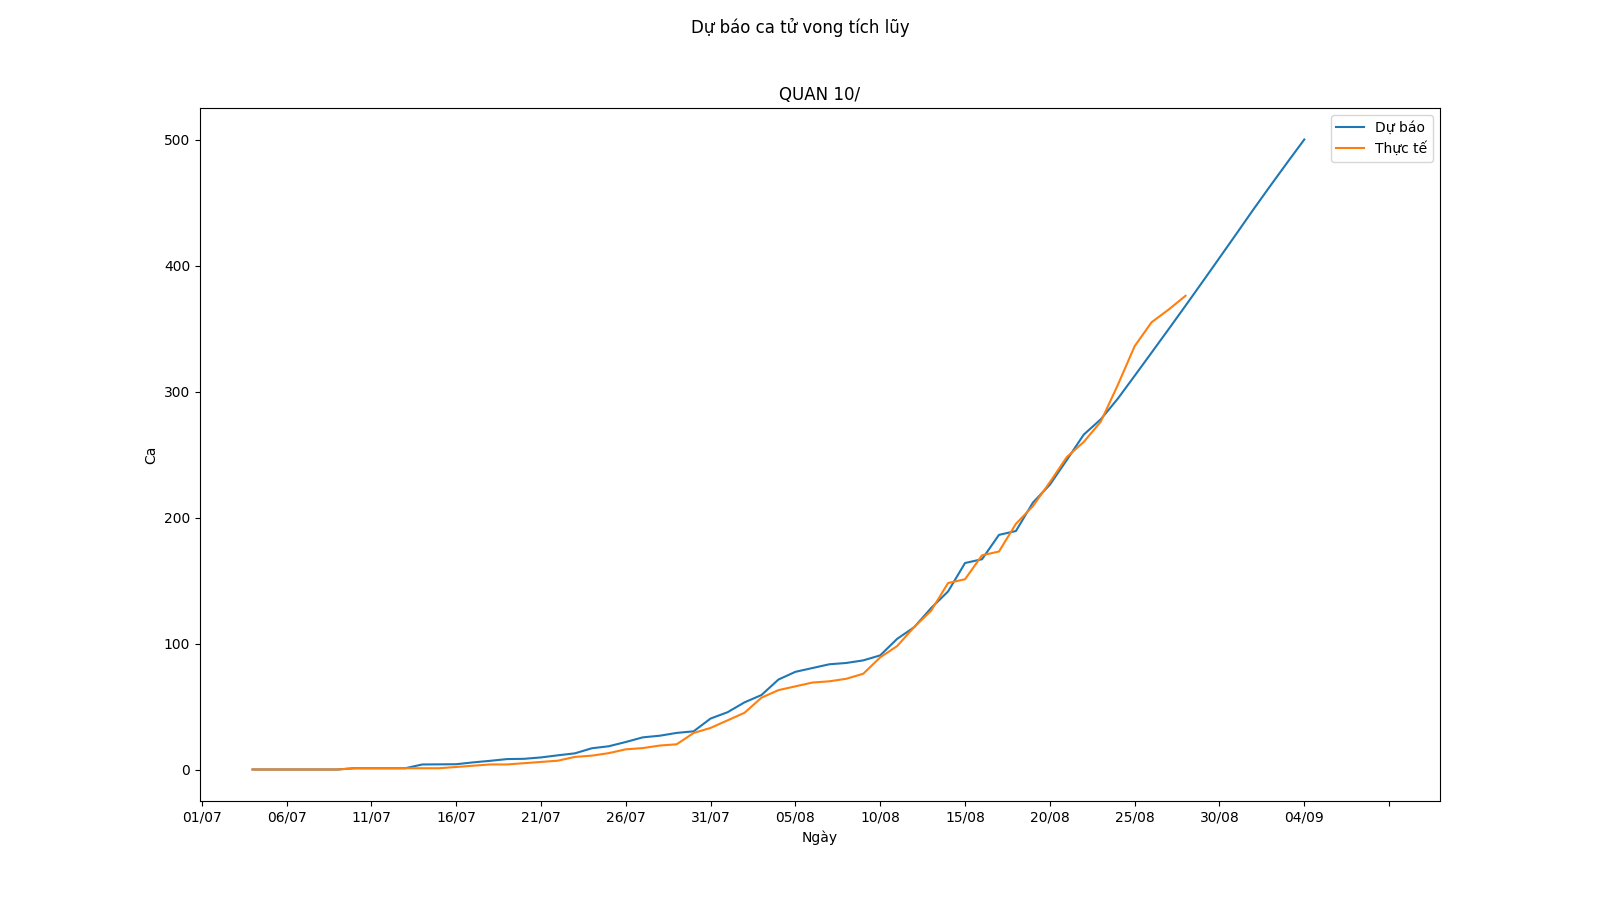 Dự báo ca tử vong tích lũy
QUAN 10/
Dự báo
Thực tế
500
400
300
200
100
0
Ca
01/07 06/07 11/07 16/07 21/07 26/07 31/07 05/08 10/08 15/08 20/08 25/08 30/08 04/09
Ngày